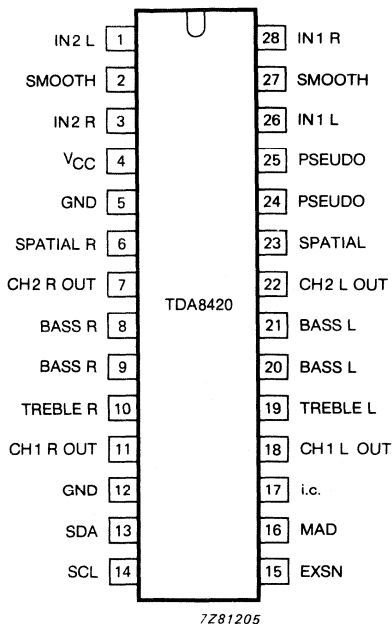 IN2 L 1 28 IN1 R
SMOOTH 2 27 SMOOTH
IN2 R 3 26 IN1 L
VCC 4 25 PSEUDO
GND 5 24 PSEUDO
SPATIAL R 6 23 SPATIAL
CH2 R OUT 7 22 CH2 L OUT
TDA8420
BASS R 8 21 BASS L
BASS R 9 20 BASS L
TREBLE R 10 19 TREBLE L
CH1 R OUT 11 18 CH1 L OUT
GND 12 17 i.c.
SDA 13 16 MAD
SCL 14 15 EXSN
7Z81205